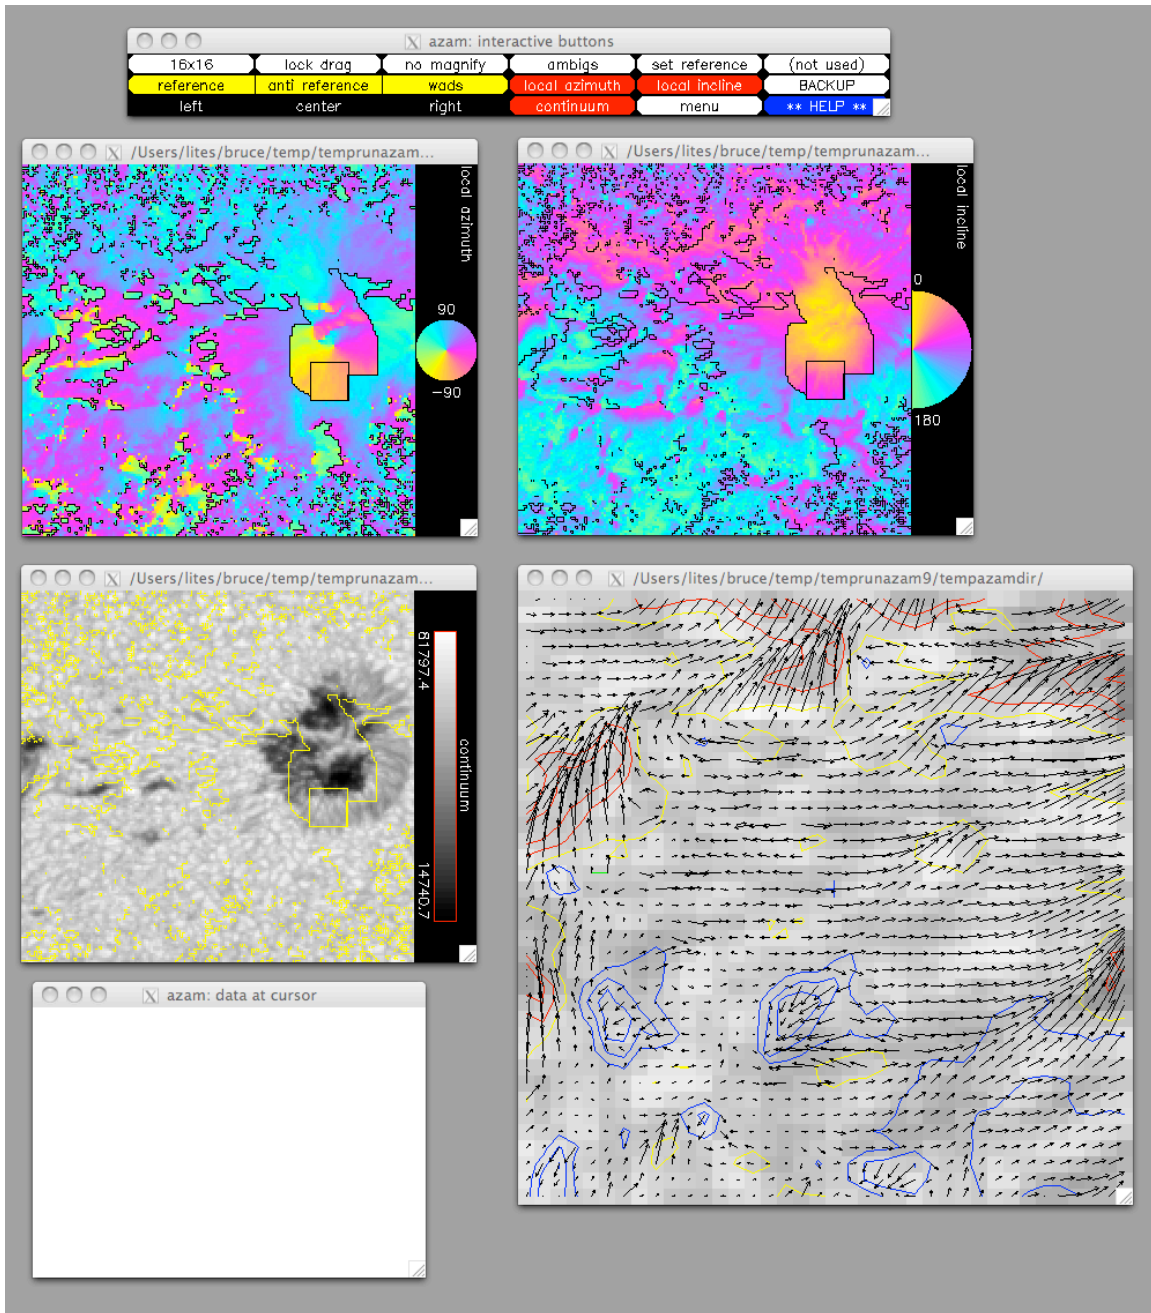 azam: interactive buttons
16x16 lock drag no magnify ambigs set reference (not used)
reference anti reference wads local azimuth local incline BACKUP
left center right continuum menu ** HELP **
/Users/lites/bruce/temp/temprunazam...
local azimuth
90
-90
/Users/lites/bruce/temp/temprunazam...
local incline
0
180
/Users/lites/bruce/temp/temprunazam...
81797.4
continuum
14740.7
/Users/lites/bruce/temp/temprunazam9/tempazamdir/
azam: data at cursor